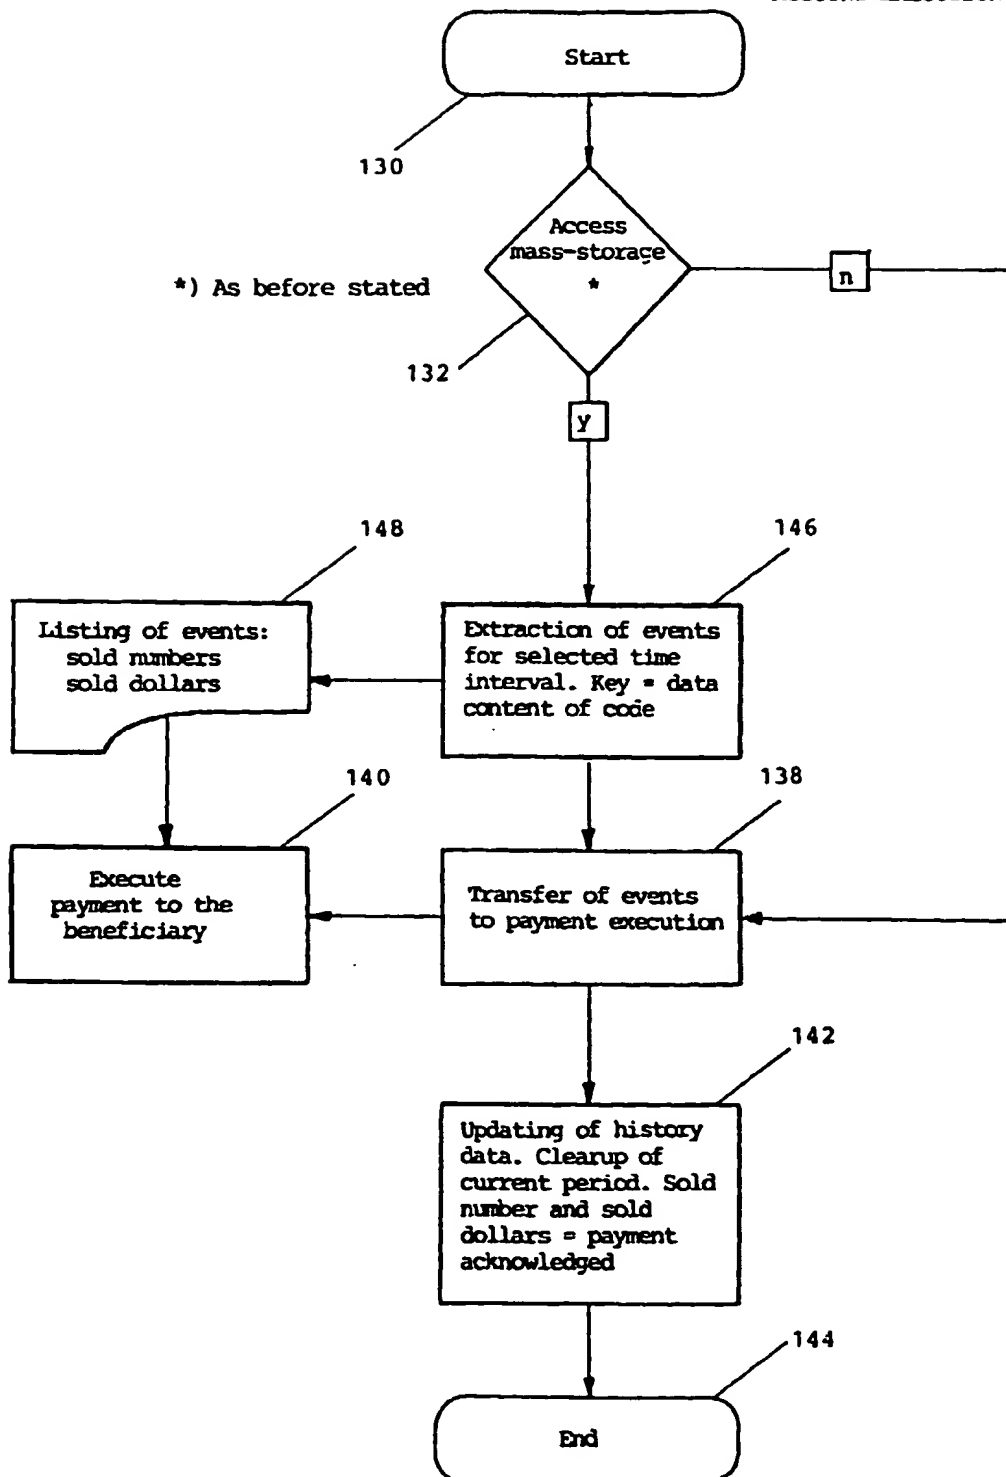 Start
130
Access
mass-storage
*
*) As before stated
n
132
y
148
146
Listing of events:
sold numbers
sold dollars
Extraction of events
for selected time
interval. Key = data
content of code
140
138
Execute
payment to the
beneficiary
Transfer of events
to payment execution
142
Updating of history
data. Clearup of
current period. Sold
number and sold
dollars = payment
acknowledged
144
End